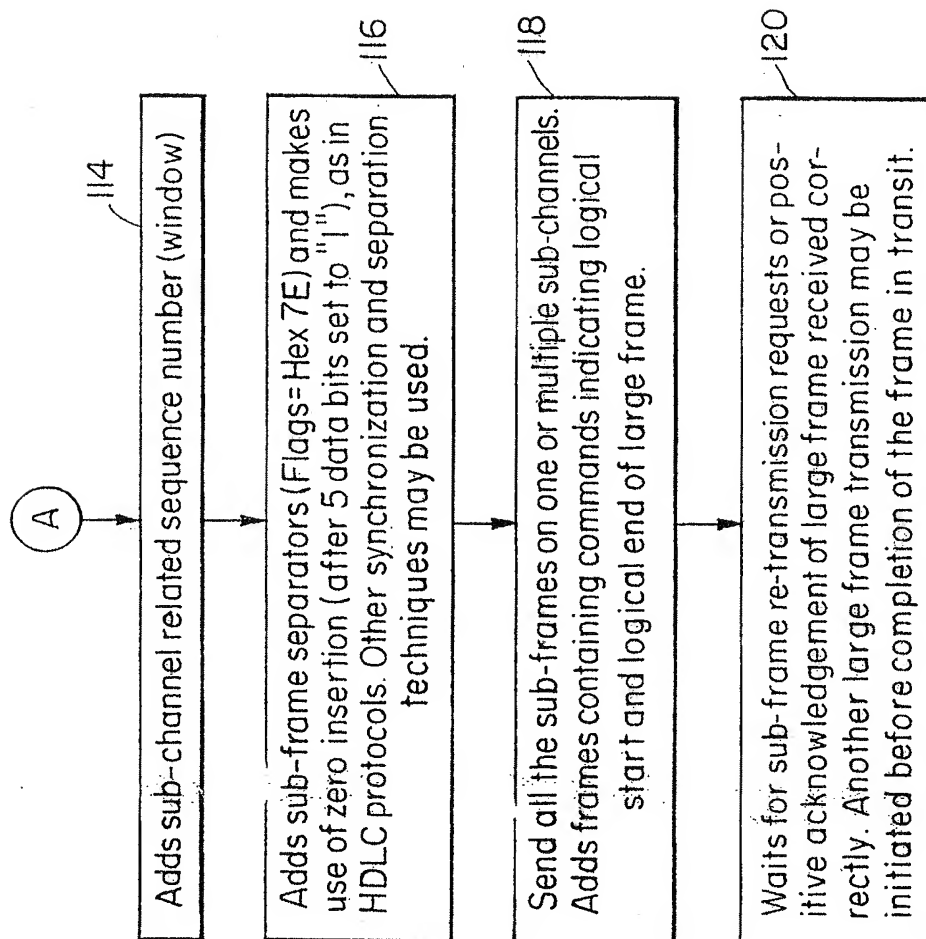 A
114
Adds sub-channel related sequence number (window)
116
Adds sub-frame separators (Flags=Hex 7E) and makes
use of zero insertion (after 5 data bits set to "1"), as in
HDLC protocols. Other synchronization and separation
techniques may be used.
118
Send all the sub-frames on one or multiple sub-channels.
Adds frames containing commands indicating logical
start and logical end of large frame.
120
Waits for sub-frame re-transmission requests or pos-
itive acknowledgement of large frame received cor-
rectly. Another large frame transmission may be
initiated before completion of the frame in transit.